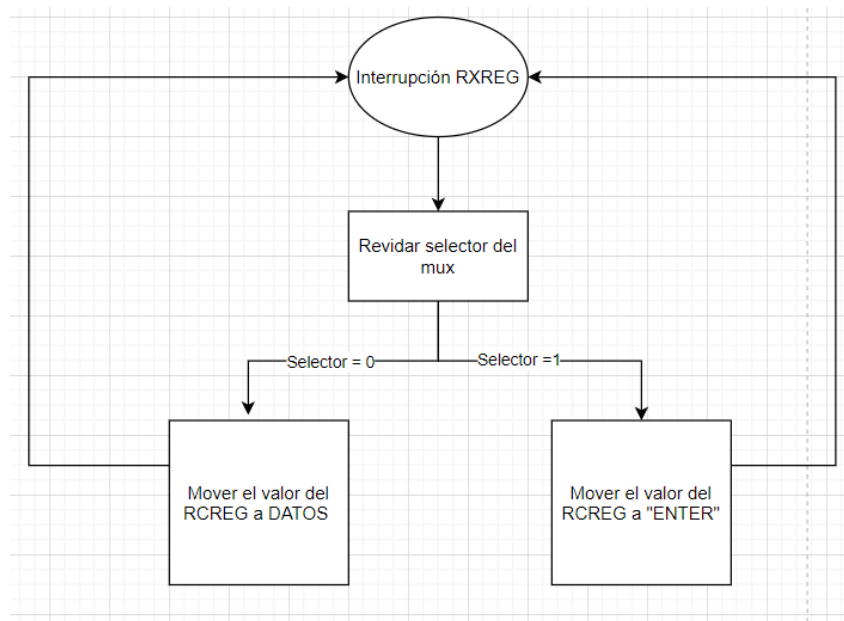 Interrupción RXREG
Revidar selector del
mux
Selector = 0
Selector =1
Mover el valor del
RCREG a DATOS
Mover el valor del
RCREG a "ENTER"